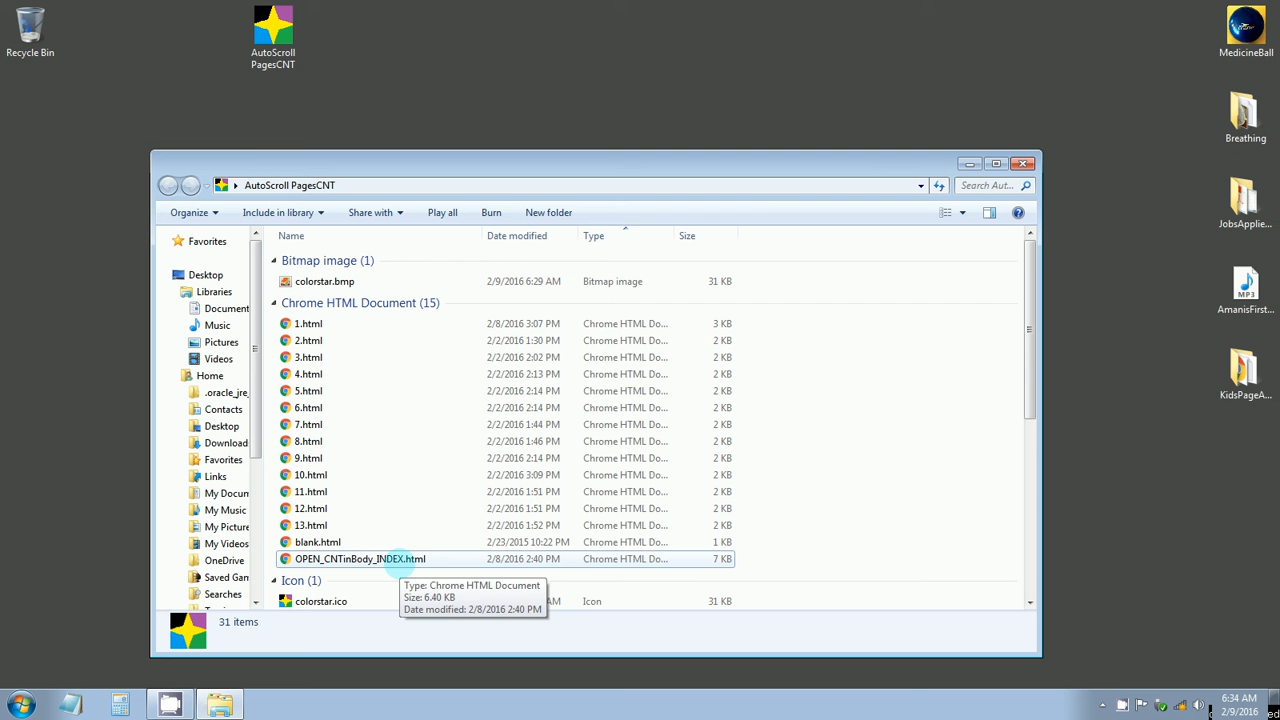 Recycle Bin
AutoScroll
PagesCNT
MedicineBall
Breathing
JobsApplie...
MP3
AmanisFirs...
KidsPageA...
AutoScroll PagesCNT
Search Aut...
Organize
Include in library
Share with
Play all
Burn
New folder
Favorites
Desktop
Libraries
Document
Music
Pictures
Videos
Home
.oracle_jre_
Contacts
Desktop
Download
Favorites
Links
My Docum
My Music
My Picture
My Videos
OneDrive
Saved Gam
Searches
Name Date modified Type Size
Bitmap image (1)
colorstar.bmp 2/9/2016 6:29 AM Bitmap image 31 KB
Chrome HTML Document (15)
1.html 2/8/2016 3:07 PM Chrome HTML Do... 3 KB
2.html 2/2/2016 1:30 PM Chrome HTML Do... 2 KB
3.html 2/2/2016 2:02 PM Chrome HTML Do... 2 KB
4.html 2/2/2016 2:13 PM Chrome HTML Do... 2 KB
5.html 2/2/2016 2:14 PM Chrome HTML Do... 2 KB
6.html 2/2/2016 2:14 PM Chrome HTML Do... 2 KB
7.html 2/2/2016 1:44 PM Chrome HTML Do... 2 KB
8.html 2/2/2016 1:46 PM Chrome HTML Do... 2 KB
9.html 2/2/2016 2:14 PM Chrome HTML Do... 2 KB
10.html 2/2/2016 3:09 PM Chrome HTML Do... 2 KB
11.html 2/2/2016 1:51 PM Chrome HTML Do... 2 KB
12.html 2/2/2016 1:51 PM Chrome HTML Do... 2 KB
13.html 2/2/2016 1:52 PM Chrome HTML Do... 2 KB
blank.html 2/23/2015 10:22 PM Chrome HTML Do... 1 KB
OPEN_CNTinBody_INDEX.html 2/8/2016 2:40 PM Chrome HTML Do... 7 KB
Icon (1)
colorstar.ico AM Icon 31 KB
Type: Chrome HTML Document
Size: 6.40 KB
Date modified: 2/8/2016 2:40 PM
31 items
6:34 AM
2/9/2016